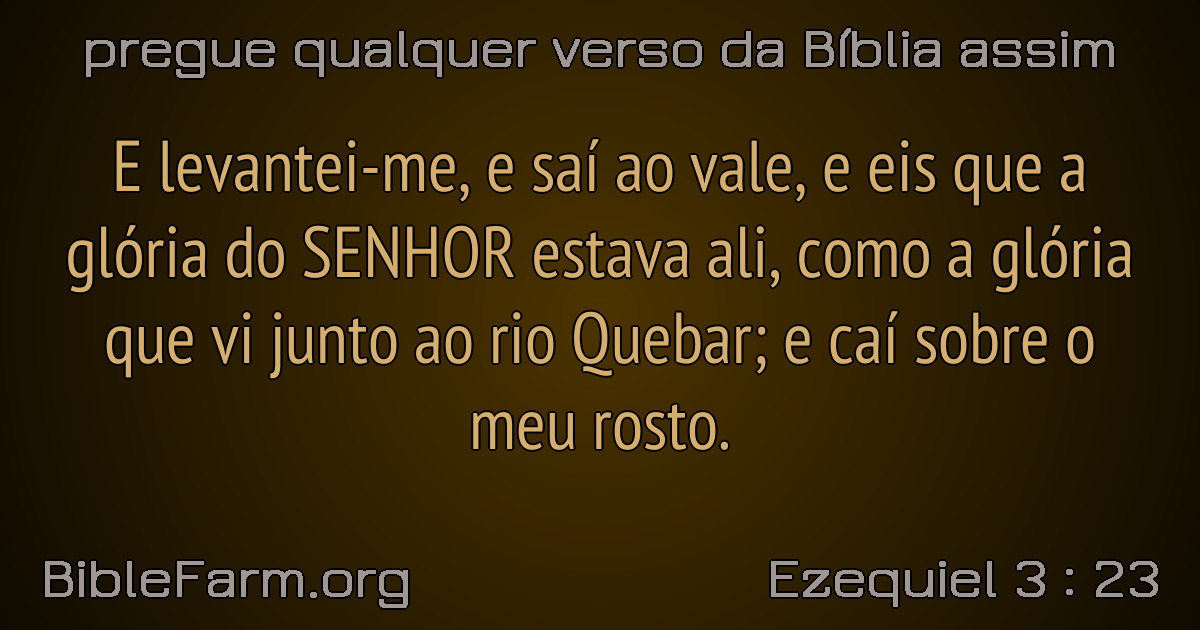 pregue qualquer verso da Bíblia assim
E levantei-me, e saí ao vale, e eis que a
glória do SENHOR estava ali, como a glória
que vi junto ao rio Quebar; e caí sobre o
meu rosto.
BibleFarm.org
Ezequiel 3 : 23